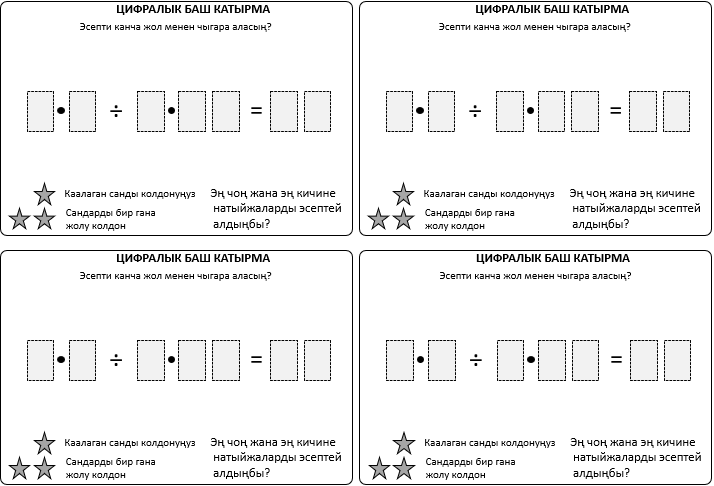 ЦИФРАЛЫК БАШ КАТЫРМА
Эсепти канча жол менен чыгара аласың?
• ÷ • =
Каалаган санды колдонуңуз
Сандарды бир гана
жолу колдон
Эң чоң жана эң кичине
натыйжаларды эсептей
алдыңбы?
ЦИФРАЛЫК БАШ КАТЫРМА
Эсепти канча жол менен чыгара аласың?
• ÷ • =
Каалаган санды колдонуңуз
Сандарды бир гана
жолу колдон
Эң чоң жана эң кичине
натыйжаларды эсептей
алдыңбы?
ЦИФРАЛЫК БАШ КАТЫРМА
Эсепти канча жол менен чыгара аласың?
• ÷ • =
Каалаган санды колдонуңуз
Сандарды бир гана
жолу колдон
Эң чоң жана эң кичине
натыйжаларды эсептей
алдыңбы?
ЦИФРАЛЫК БАШ КАТЫРМА
Эсепти канча жол менен чыгара аласың?
• ÷ • =
Каалаган санды колдонуңуз
Сандарды бир гана
жолу колдон
Эң чоң жана эң кичине
натыйжаларды эсептей
алдыңбы?